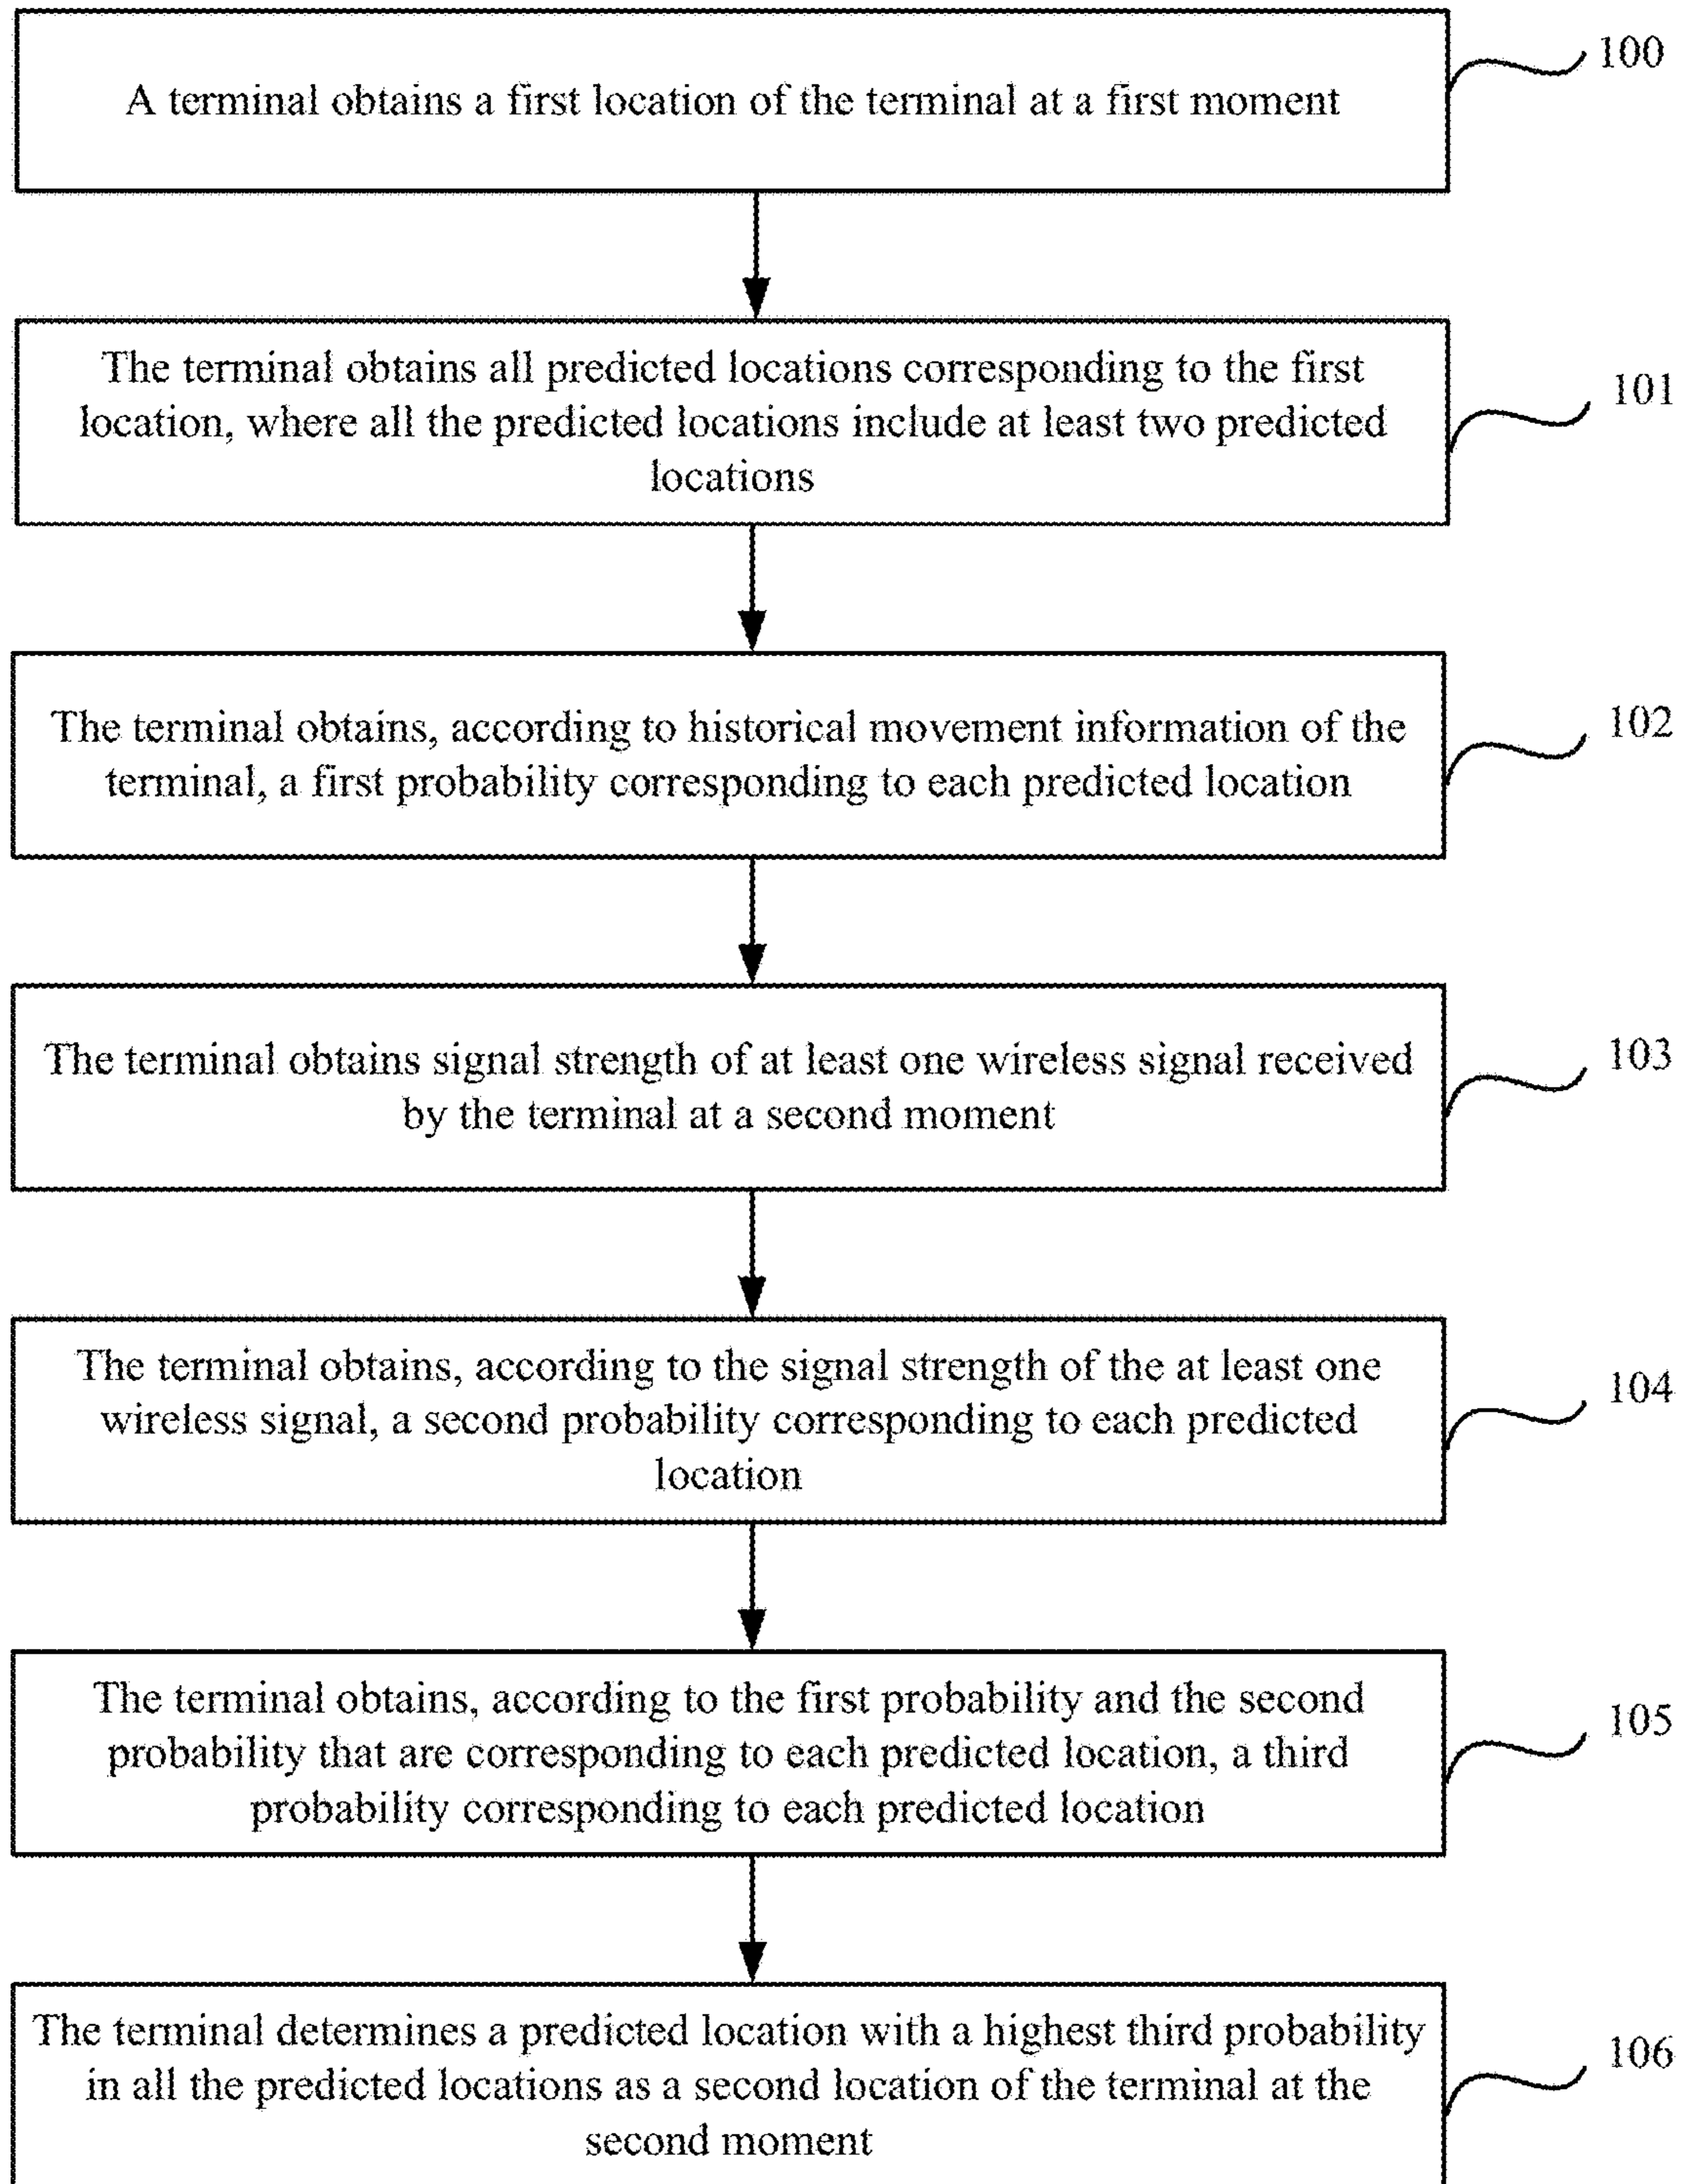 A terminal obtains a first location of the terminal at a first moment
100
The terminal obtains all predicted locations corresponding to the first
location, where all the predicted locations include at least two predicted
locations
101
The terminal obtains, according to historical movement information of the
terminal, a first probability corresponding to each predicted location
102
The terminal obtains signal strength of at least one wireless signal received
by the terminal at a second moment
103
The terminal obtains, according to the signal strength of the at least one
wireless signal, a second probability corresponding to each predicted
location
104
The terminal obtains, according to the first probability and the second
probability that are corresponding to each predicted location, a third
probability corresponding to each predicted location
105
The terminal determines a predicted location with a highest third probability
in all the predicted locations as a second location of the terminal at the
second moment
106